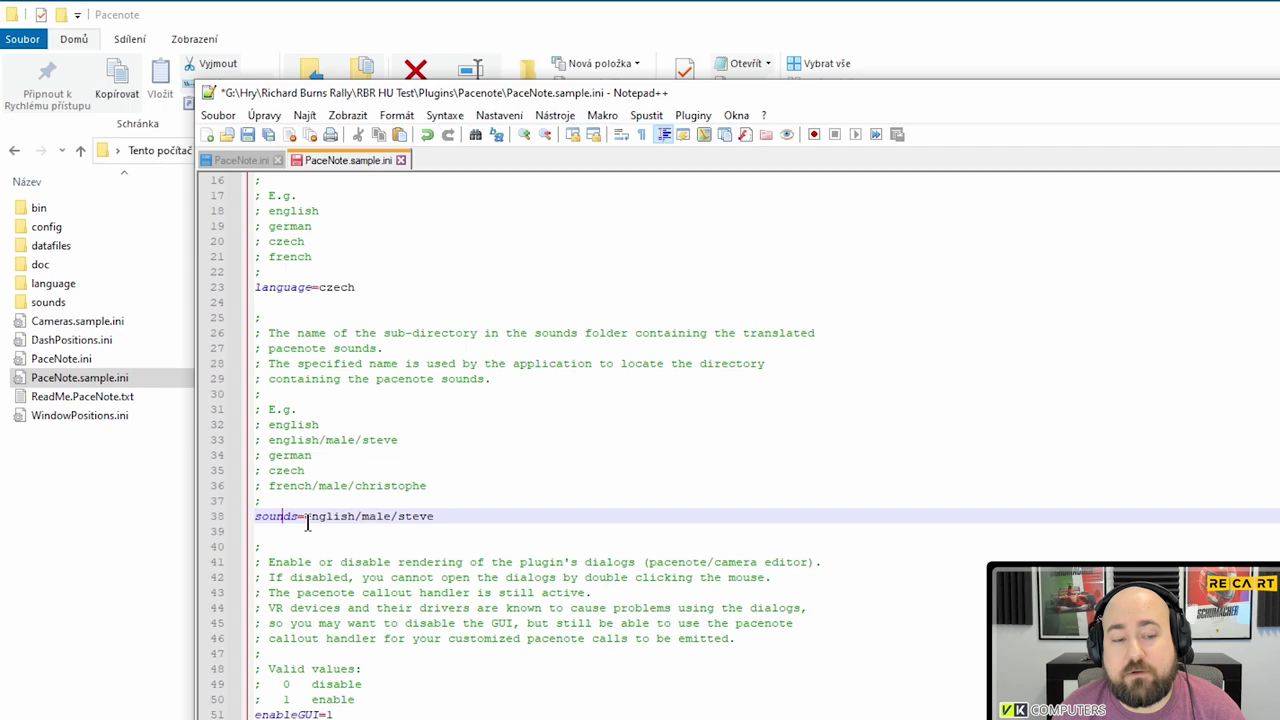 Pacenote
Soubor Domů Sdílení Zobrazení
Připnout k
Rychlému přístupu
Kopírovat
Vložit
Vyjmout
Nová položka
Otevřít
Vybrat vše
Schránka
Tento počítač
Název
bin
config
datafiles
doc
language
sounds
Cameras.sample.ini
DashPositions.ini
PaceNote.ini
PaceNote.sample.ini
ReadMe.PaceNote.txt
WindowPositions.ini
*G:\Hry\Richard Burns Rally\RBR HU Test\Plugins\Pacenote\PaceNote.sample.ini - Notepad++
Soubor Úpravy Najít Zobrazit Formát Syntaxe Nastavení Nástroje Makro Spustit Pluginy Okna ?
PaceNote.ini PaceNote.sample.ini
16 ;
17 ; E.g.
18 ; english
19 ; german
20 ; czech
21 ; french
22 ;
23 language=czech
24
25 ;
26 ; The name of the sub-directory in the sounds folder containing the translated
27 ; pacenote sounds.
28 ; The specified name is used by the application to locate the directory
29 ; containing the pacenote sounds.
30 ;
31 ; E.g.
32 ; english
33 ; english/male/steve
34 ; german
35 ; czech
36 ; french/male/christophe
37 ;
38 sounds=english/male/steve
39
40 ;
41 ; Enable or disable rendering of the plugin's dialogs (pacenote/camera editor).
42 ; If disabled, you cannot open the dialogs by double clicking the mouse.
43 ; The pacenote callout handler is still active.
44 ; VR devices and their drivers are known to cause problems using the dialogs,
45 ; so you may want to disable the GUI, but still be able to use the pacenote
46 ; callout handler for your customized pacenote calls to be emitted.
47 ;
48 ; Valid values:
49 ; 0 disable
50 ; 1 enable
51 enableGUI=1
SCHUMACHER
RECART
VK COMPUTERS